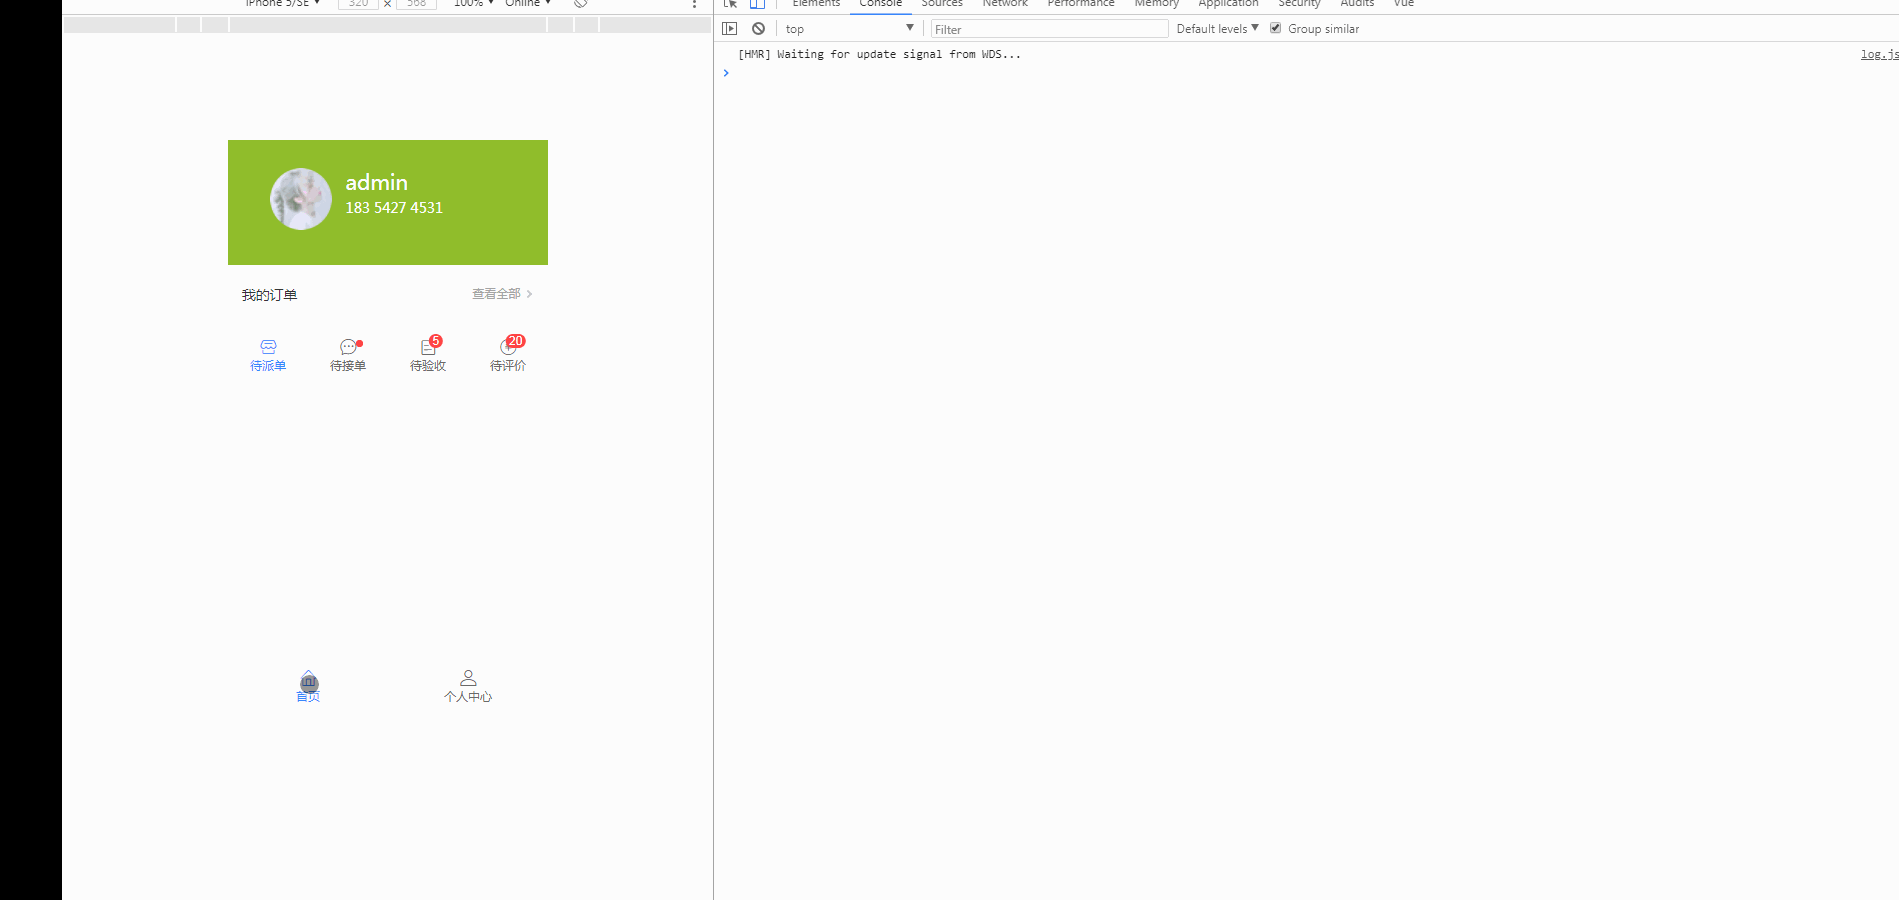 iPhone 5/SE ▼ 320 × 568 100% ▼ Online ▼
Elements Console Sources Network Performance Memory Application Security Audits Vue
top ▼ Filter Default levels ▼ Group similar
[HMR] Waiting for update signal from WDS... log.js
admin
183 5427 4531
我的订单 查看全部
5 20
待派单 待接单 待验收 待评价
首页 个人中心